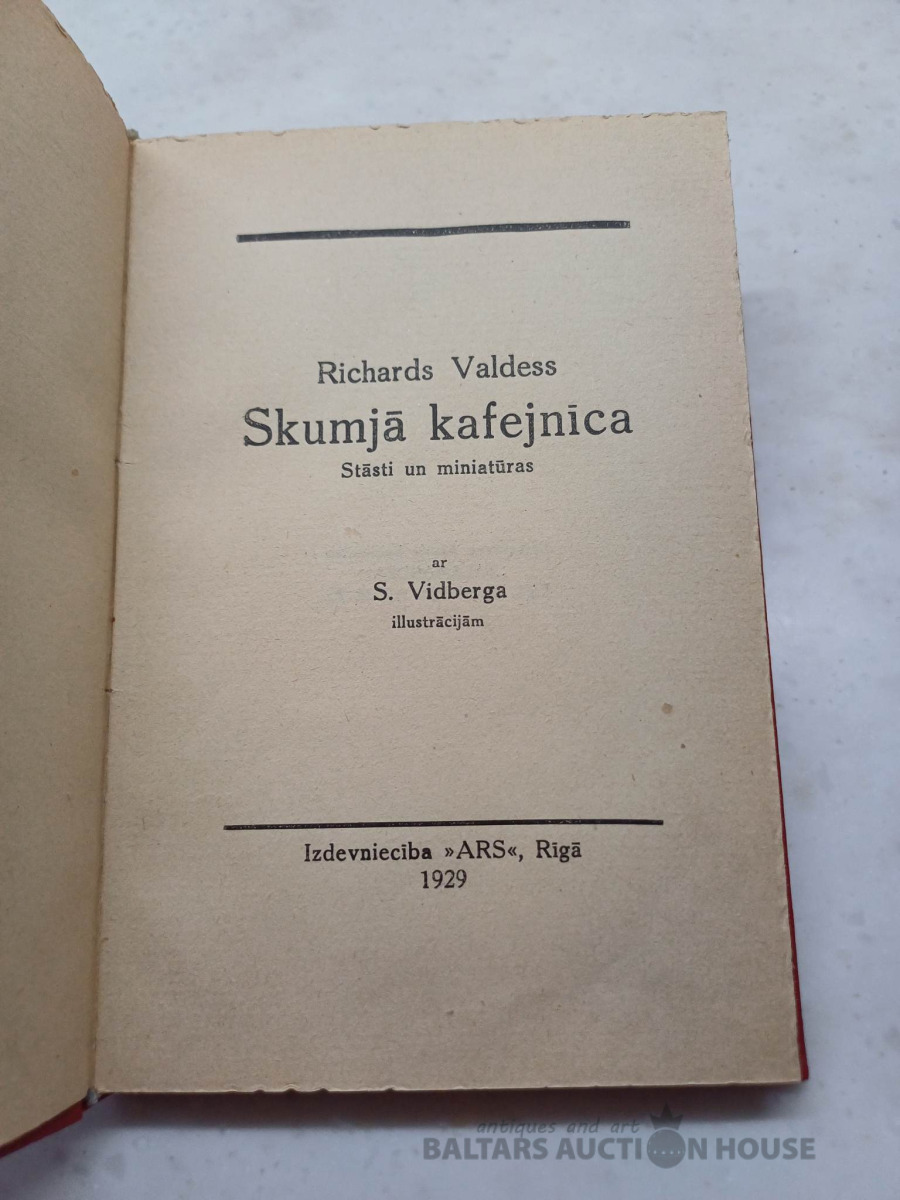 Richards Valdess
Skumjā kafejnīca
Stāsti un miniatūras
ar
S. Vidberga
illustrācijām
Izdevniecība »ARS«, Rīgā
1929
antiques and art
BALTARS AUCTION HOUSE